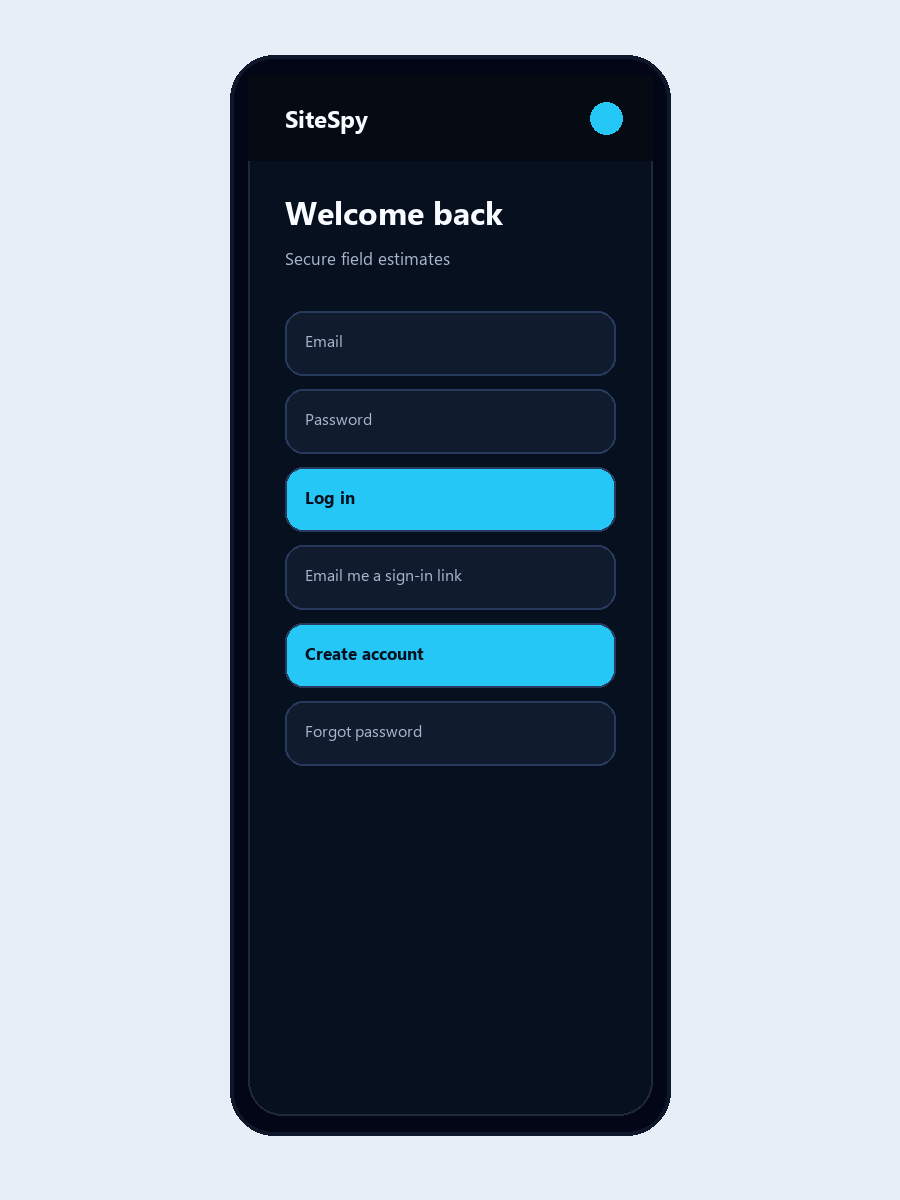 SiteSpy
Welcome back
Secure field estimates
Email
Password
Log in
Email me a sign-in link
Create account
Forgot password